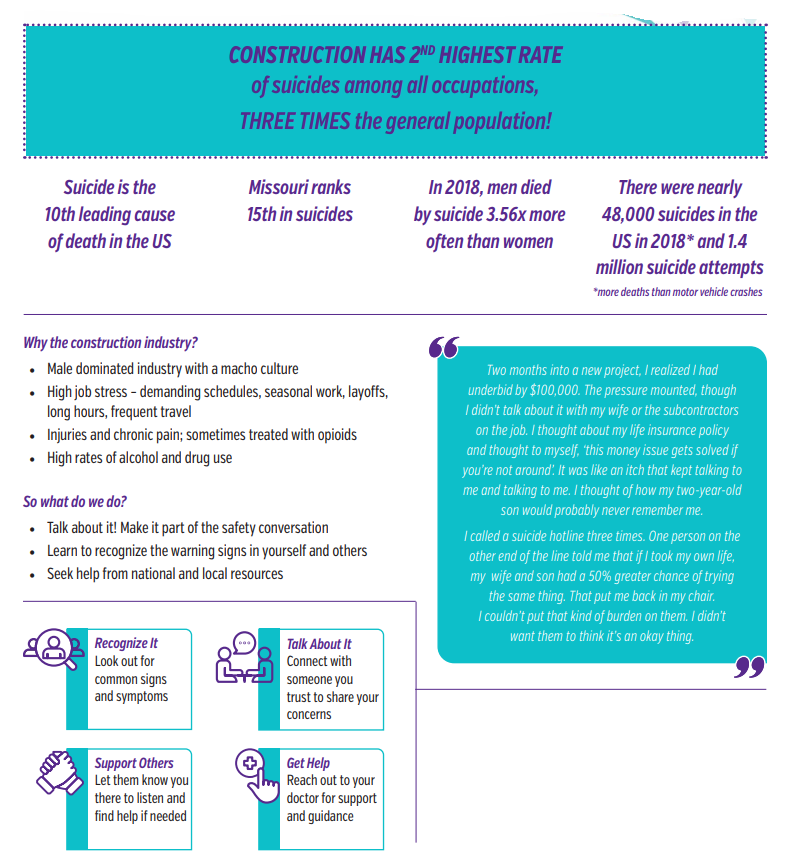 CONSTRUCTION HAS 2ND HIGHEST RATE
of suicides among all occupations,
THREE TIMES the general population!
Suicide is the
10th leading cause
of death in the US
Missouri ranks
15th in suicides
In 2018, men died
by suicide 3.56x more
often than women
There were nearly
48,000 suicides in the
US in 2018* and 1.4
million suicide attempts
*more deaths than motor vehicle crashes
Why the construction industry?
• Male dominated industry with a macho culture
• High job stress – demanding schedules, seasonal work, layoffs,
long hours, frequent travel
• Injuries and chronic pain; sometimes treated with opioids
• High rates of alcohol and drug use
So what do we do?
• Talk about it! Make it part of the safety conversation
• Learn to recognize the warning signs in yourself and others
• Seek help from national and local resources
“
Two months into a new project, I realized I had
underbid by $100,000. The pressure mounted, though
I didn’t talk about it with my wife or the subcontractors
on the job. I thought about my life insurance policy
and thought to myself, ‘this money issue gets solved if
you’re not around’. It was like an itch that kept talking to
me and talking to me. I thought of how my two-year-old
son would probably never remember me.
I called a suicide hotline three times. One person on the
other end of the line told me that if I took my own life,
my wife and son had a 50% greater chance of trying
the same thing. That put me back in my chair.
I couldn’t put that kind of burden on them. I didn’t
want them to think it’s an okay thing.
”
Recognize It
Look out for
common signs
and symptoms
Talk About It
Connect with
someone you
trust to share your
concerns
Support Others
Let them know you
there to listen and
find help if needed
Get Help
Reach out to your
doctor for support
and guidance